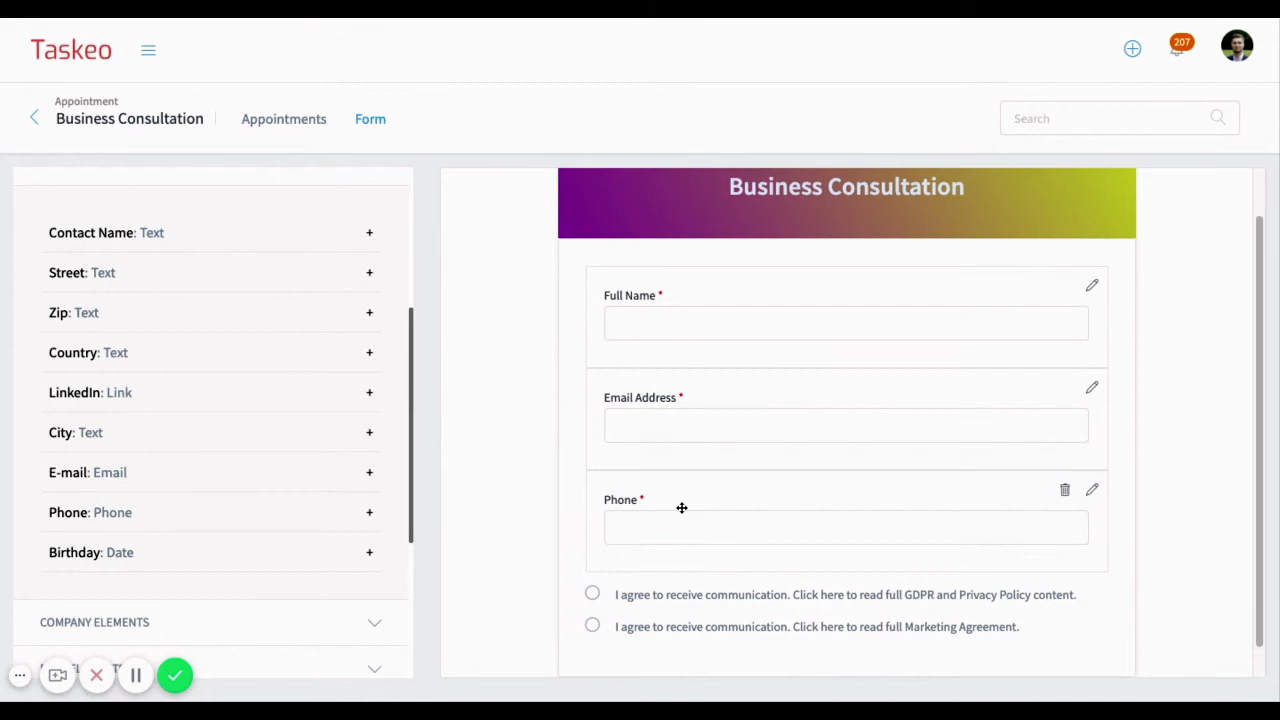 Taskeo
207
Appointment
Business Consultation
Appointments
Form
Search
Contact Name: Text +
Street: Text +
Zip: Text +
Country: Text +
LinkedIn: Link +
City: Text +
E-mail: Email +
Phone: Phone +
Birthday: Date +
COMPANY ELEMENTS
Business Consultation
Full Name *
Email Address *
Phone *
I agree to receive communication. Click here to read full GDPR and Privacy Policy content.
I agree to receive communication. Click here to read full Marketing Agreement.